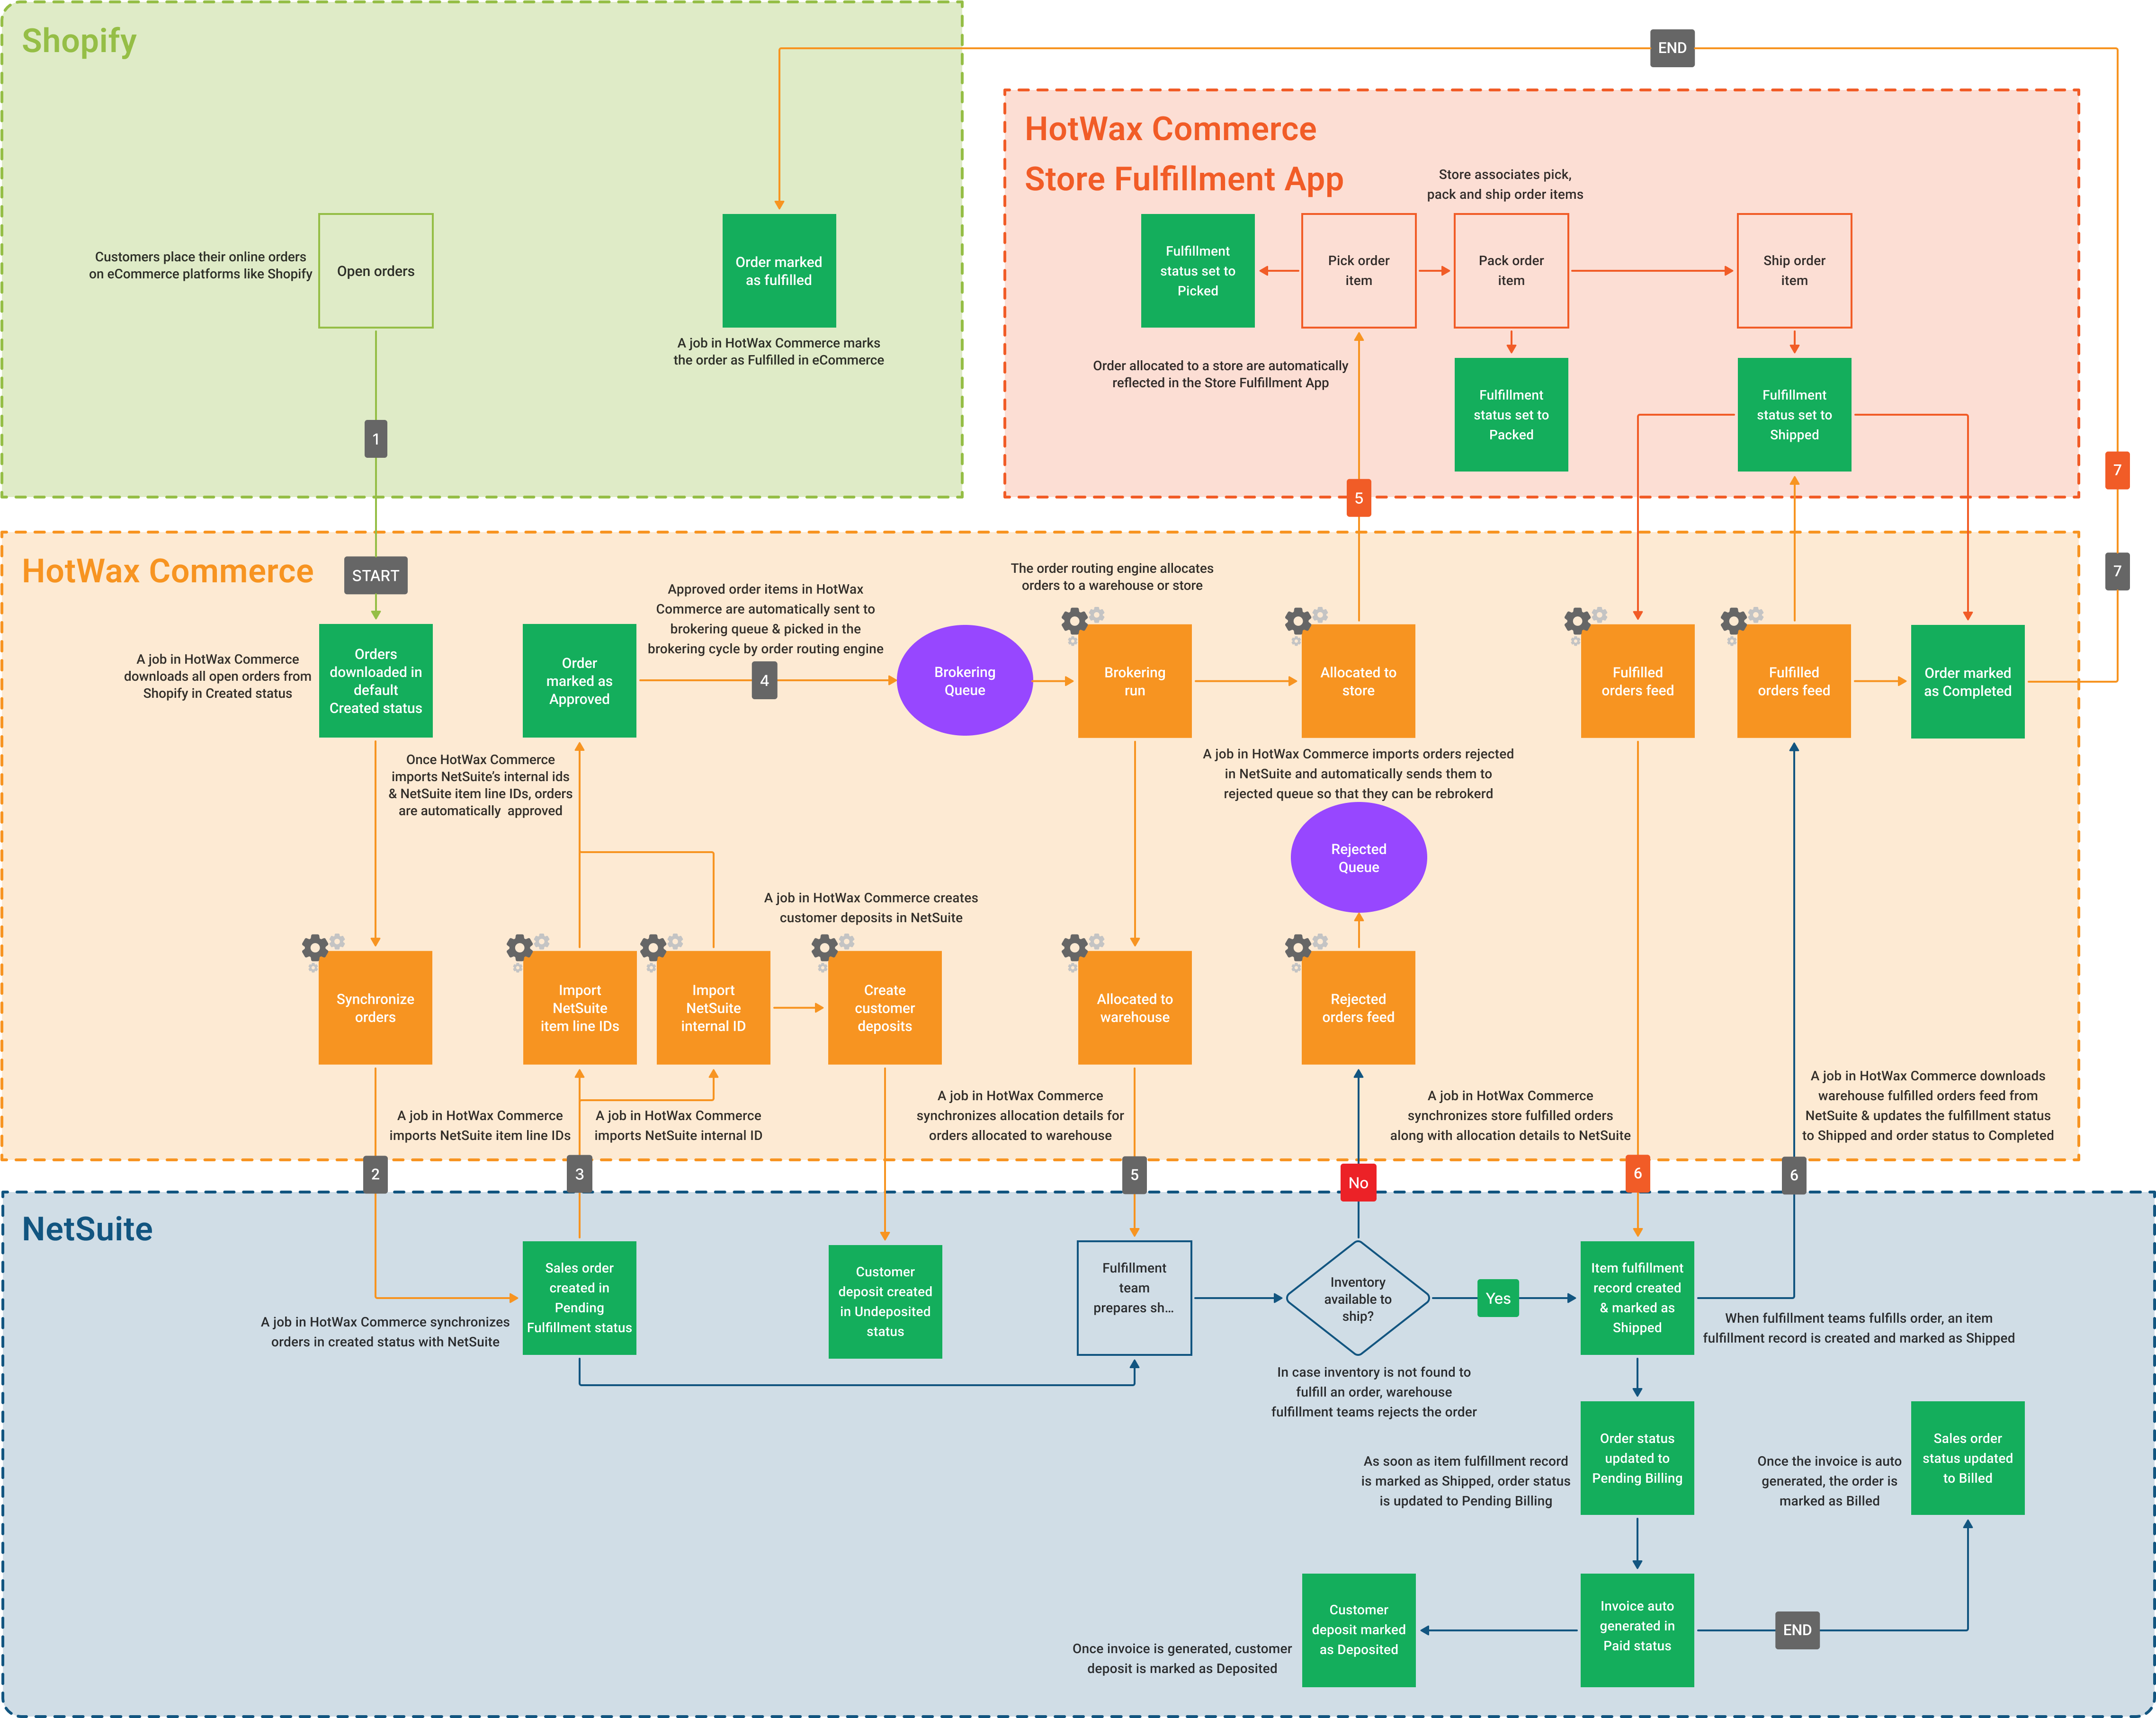 Shopify
END
HotWax Commerce
Store Fulfillment App
Store associates pick,
pack and ship order items
Customers place their online orders
on eCommerce platforms like Shopify
Open orders
Order marked
as fulfilled
A job in HotWax Commerce marks
the order as Fulfilled in eCommerce
Fulfillment
status set to
Picked
Pick order
item
Pack order
item
Ship order
item
Order allocated to a store are automatically
reflected in the Store Fulfillment App
Fulfillment
status set to
Packed
Fulfillment
status set to
Shipped
1
5
7
7
HotWax Commerce
START
A job in HotWax Commerce
downloads all open orders from
Shopify in Created status
Orders
downloaded in
default
Created status
Order
marked as
Approved
Approved order items in HotWax
Commerce are automatically sent to
brokering queue & picked in the
brokering cycle by order routing engine
4
Brokering
Queue
The order routing engine allocates
orders to a warehouse or store
Brokering
run
Allocated to
store
Fulfilled
orders feed
Fulfilled
orders feed
Order marked
as Completed
Once HotWax Commerce
imports NetSuite's internal ids
& NetSuite item line IDs, orders
are automatically approved
A job in HotWax Commerce imports orders rejected
in NetSuite and automatically sends them to
rejected queue so that they can be rebrokerd
Rejected
Queue
A job in HotWax Commerce creates
customer deposits in NetSuite
Synchronize
orders
Import
NetSuite
item line IDs
Import
NetSuite
internal ID
Create
customer
deposits
Allocated to
warehouse
Rejected
orders feed
A job in HotWax Commerce
imports NetSuite item line IDs
A job in HotWax Commerce
imports NetSuite internal ID
A job in HotWax Commerce
synchronizes allocation details for
orders allocated to warehouse
A job in HotWax Commerce
synchronizes store fulfilled orders
along with allocation details to NetSuite
A job in HotWax Commerce downloads
warehouse fulfilled orders feed from
NetSuite & updates the fulfillment status
to Shipped and order status to Completed
2
3
5
No
6
6
NetSuite
Sales order
created in
Pending
Fulfillment status
A job in HotWax Commerce synchronizes
orders in created status with NetSuite
Customer
deposit created
in Undeposited
status
Fulfillment
team
prepares sh...
Inventory
available to
ship?
Yes
Item fulfillment
record created
& marked as
Shipped
When fulfillment teams fulfills order, an item
fulfillment record is created and marked as Shipped
In case inventory is not found to
fulfill an order, warehouse
fulfillment teams rejects the order
As soon as item fulfillment record
is marked as Shipped, order status
is updated to Pending Billing
Order status
updated to
Pending Billing
Once the invoice is auto
generated, the order is
marked as Billed
Sales order
status updated
to Billed
Once invoice is generated, customer
deposit is marked as Deposited
Customer
deposit marked
as Deposited
Invoice auto
generated in
Paid status
END